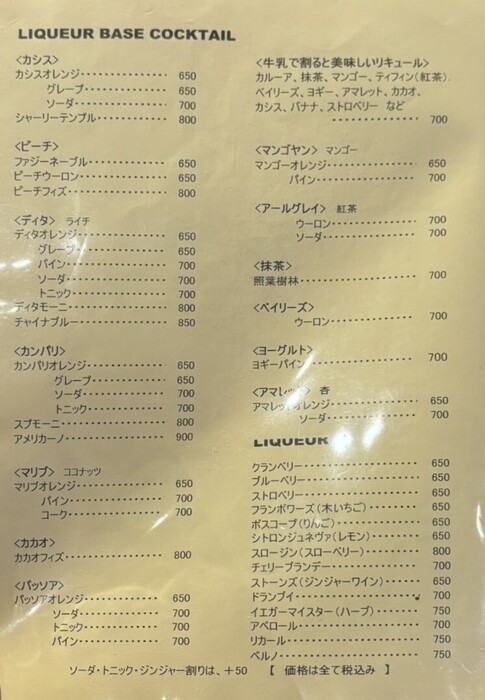 LIQUEUR BASE COCKTAIL
<カシス>
カシスオレンジ・・・・・・・・・・・・・・ 650
グレープ・・・・・・・・・・・・ 650
ソーダ・・・・・・・・・・・・・ 700
シャーリーテンプル・・・・・・・・・・ 800
<ピーチ>
ファジーネーブル・・・・・・・・・・・・ 650
ピーチウーロン・・・・・・・・・・・・・ 650
ピーチフィズ・・・・・・・・・・・・・・・ 800
<ディタ> ライチ
ディタオレンジ・・・・・・・・・・・・・ 650
グレープ・・・・・・・・・・・・ 650
パイン・・・・・・・・・・・・・ 700
ソーダ・・・・・・・・・・・・・ 700
トニック・・・・・・・・・・・・ 700
ディタモーニ・・・・・・・・・・・・・・ 800
チャイナブルー・・・・・・・・・・・・・ 850
<カンパリ>
カンパリオレンジ・・・・・・・・・・・・ 650
グレープ・・・・・・・・・・ 650
ソーダ・・・・・・・・・・・ 700
トニック・・・・・・・・・・ 700
スプモーニ・・・・・・・・・・・・・・・ 800
アメリカーノ・・・・・・・・・・・・・・ 900
<マリブ> ココナッツ
マリブオレンジ・・・・・・・・・・・・・ 650
パイン・・・・・・・・・・・・・ 700
コーク・・・・・・・・・・・・・ 700
<カカオ>
カカオフィズ・・・・・・・・・・・・・・ 800
<パッソア>
パッソアオレンジ・・・・・・・・・・・・ 650
ソーダ・・・・・・・・・・・ 700
トニック・・・・・・・・・・ 700
パイン・・・・・・・・・・・ 700
<牛乳で割ると美味しいリキュール>
カルーア、抹茶、マンゴー、ティフィン(紅茶)、
ベイリーズ、ヨギー、アマレット、カカオ、
カシス、バナナ、ストロベリー など
・・・・・・・・・・・・・ 700
<マンゴヤン> マンゴー
マンゴーオレンジ・・・・・・・・・・・・ 650
パイン・・・・・・・・・・・・・ 700
<アールグレイ> 紅茶
ウーロン・・・・・・・・・・・・ 700
ソーダ・・・・・・・・・・・・・ 700
<抹茶>
照葉樹林・・・・・・・・・・・・・・・・ 700
<ベイリーズ>
ウーロン・・・・・・・・・・・・ 700
<ヨーグルト>
ヨギーパイン・・・・・・・・・・・・・・ 700
<アマレット> 杏
アマレットオレンジ・・・・・・・・・・・ 650
ソーダ・・・・・・・・・・・・・ 700
LIQUEUR
クランベリー・・・・・・・・・・・・・・ 650
ブルーベリー・・・・・・・・・・・・・・ 650
ストロベリー・・・・・・・・・・・・・・ 650
フランボワーズ(木いちご)・・・・・・・ 650
ボスコープ(りんご)・・・・・・・・・・ 650
シトロンジュネヴァ(レモン)・・・・・・ 650
スロージン(スローベリー)・・・・・・・ 800
チェリーブランデー・・・・・・・・・・・ 700
ストーンズ(ジンジャーワイン)・・・・・ 650
ドランブイ・・・・・・・・・・・・・・・ 700
イエガーマイスター(ハーブ)・・・・・・ 750
アペロール・・・・・・・・・・・・・・・ 700
リカール・・・・・・・・・・・・・・・・ 750
ペルノ・・・・・・・・・・・・・・・・・ 750
ソーダ・トニック・ジンジャー割りは、+50 【 価格は全て税込み 】